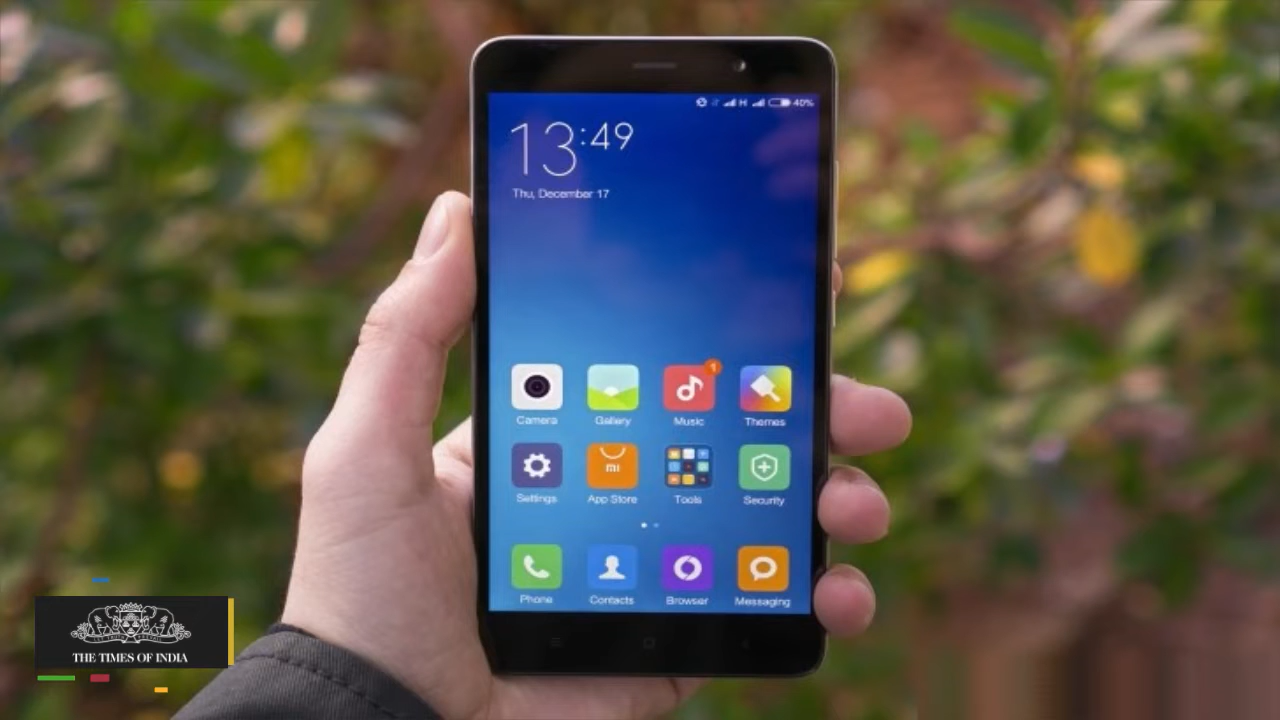 H 40%
13:49
Thu, December 17
1
Camera Gallery Music Themes
mi
Settings App Store Tools Security
Phone Contacts Browser Messaging
THE TIMES OF INDIA